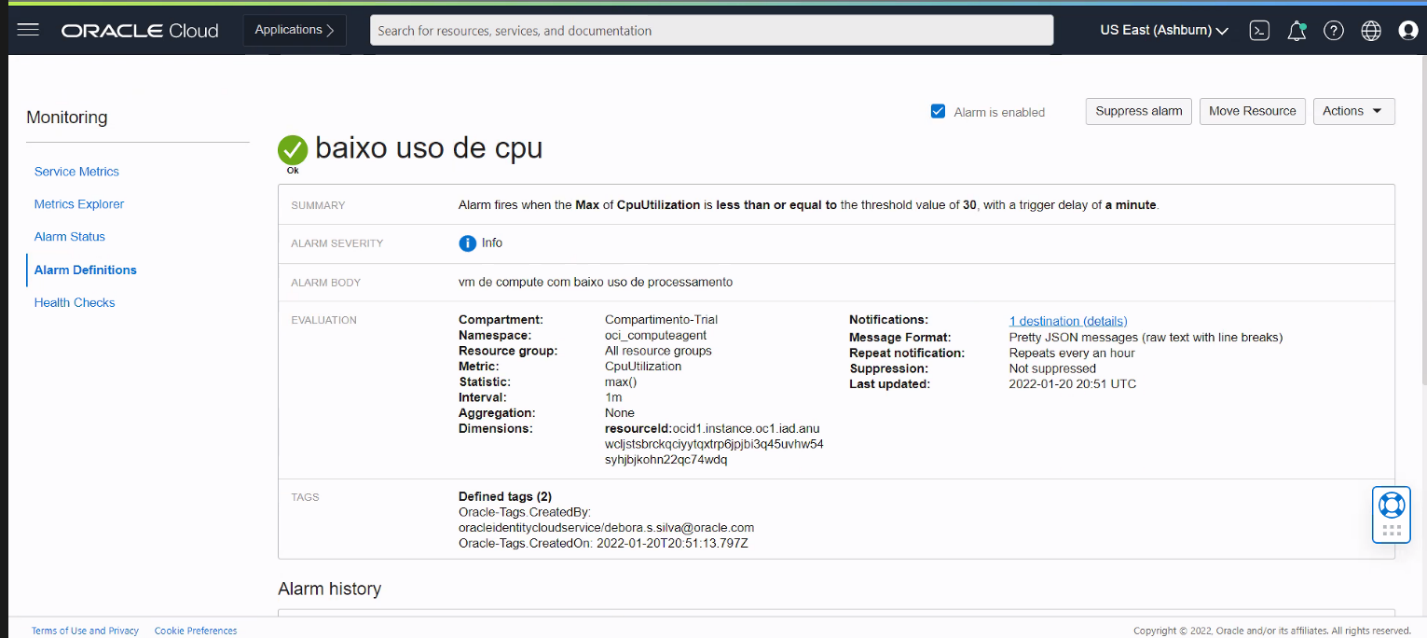 ORACLE Cloud
Applications
Search for resources, services, and documentation
US East (Ashburn)
Monitoring
Service Metrics
Metrics Explorer
Alarm Status
Alarm Definitions
Health Checks
Alarm is enabled
Suppress alarm
Move Resource
Actions
Ok
baixo uso de cpu
SUMMARY
Alarm fires when the Max of CpuUtilization is less than or equal to the threshold value of 30, with a trigger delay of a minute.
ALARM SEVERITY
Info
ALARM BODY
vm de compute com baixo uso de processamento
EVALUATION
Compartment: Compartimento-Trial
Namespace: oci_computeagent
Resource group: All resource groups
Metric: CpuUtilization
Statistic: max()
Interval: 1m
Aggregation: None
Dimensions: resourceId:ocid1.instance.oc1.iad.anu
wcljstsbrckqciyytqxtrp6jpjbi3q45uvhw54
syhjbjkohn22qc74wdq
Notifications: 1 destination (details)
Message Format: Pretty JSON messages (raw text with line breaks)
Repeat notification: Repeats every an hour
Suppression: Not suppressed
Last updated: 2022-01-20 20:51 UTC
TAGS
Defined tags (2)
Oracle-Tags.CreatedBy:
oracleidentitycloudservice/debora.s.silva@oracle.com
Oracle-Tags.CreatedOn: 2022-01-20T20:51:13.797Z
Alarm history
Terms of Use and Privacy
Cookie Preferences
Copyright © 2022, Oracle and/or its affiliates. All rights reserved.